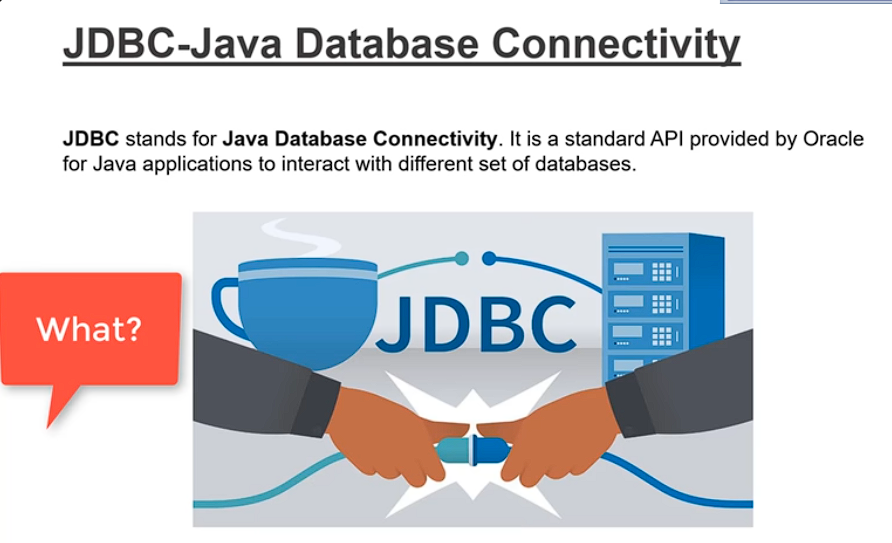 JDBC-Java Database Connectivity
JDBC stands for Java Database Connectivity. It is a standard API provided by Oracle
for Java applications to interact with different set of databases.
What?
JDBC